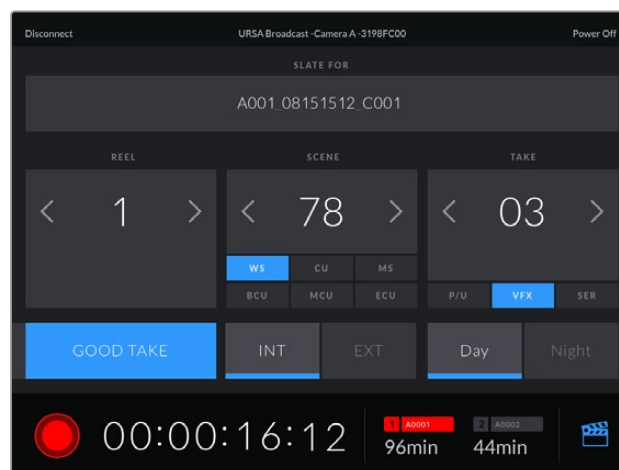 Disconnect URSA Broadcast -Camera A -3198FC00 Power Off
SLATE FOR
A001_08151512_C001
REEL SCENE TAKE
1 78 03
WS CU MS
BCU MCU ECU P/U VFX SER
GOOD TAKE INT EXT Day Night
00:00:16:12 1 A0001 2 A0002
96min 44min